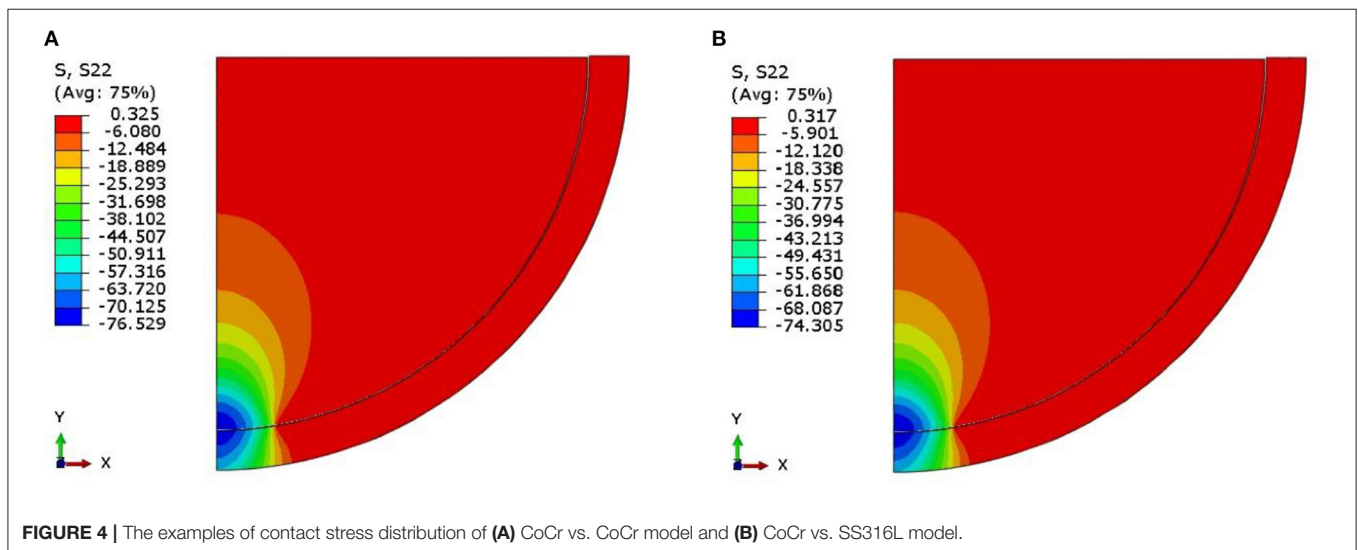 A
S, S22
(Avg: 75%)
0.325
-6.080
-12.484
-18.889
-25.293
-31.698
-38.102
-44.507
-50.911
-57.316
-63.720
-70.125
-76.529
Y
X
B
S, S22
(Avg: 75%)
0.317
-5.901
-12.120
-18.338
-24.557
-30.775
-36.994
-43.213
-49.431
-55.650
-61.868
-68.087
-74.305
Y
X
FIGURE 4 | The examples of contact stress distribution of (A) CoCr vs. CoCr model and (B) CoCr vs. SS316L model.